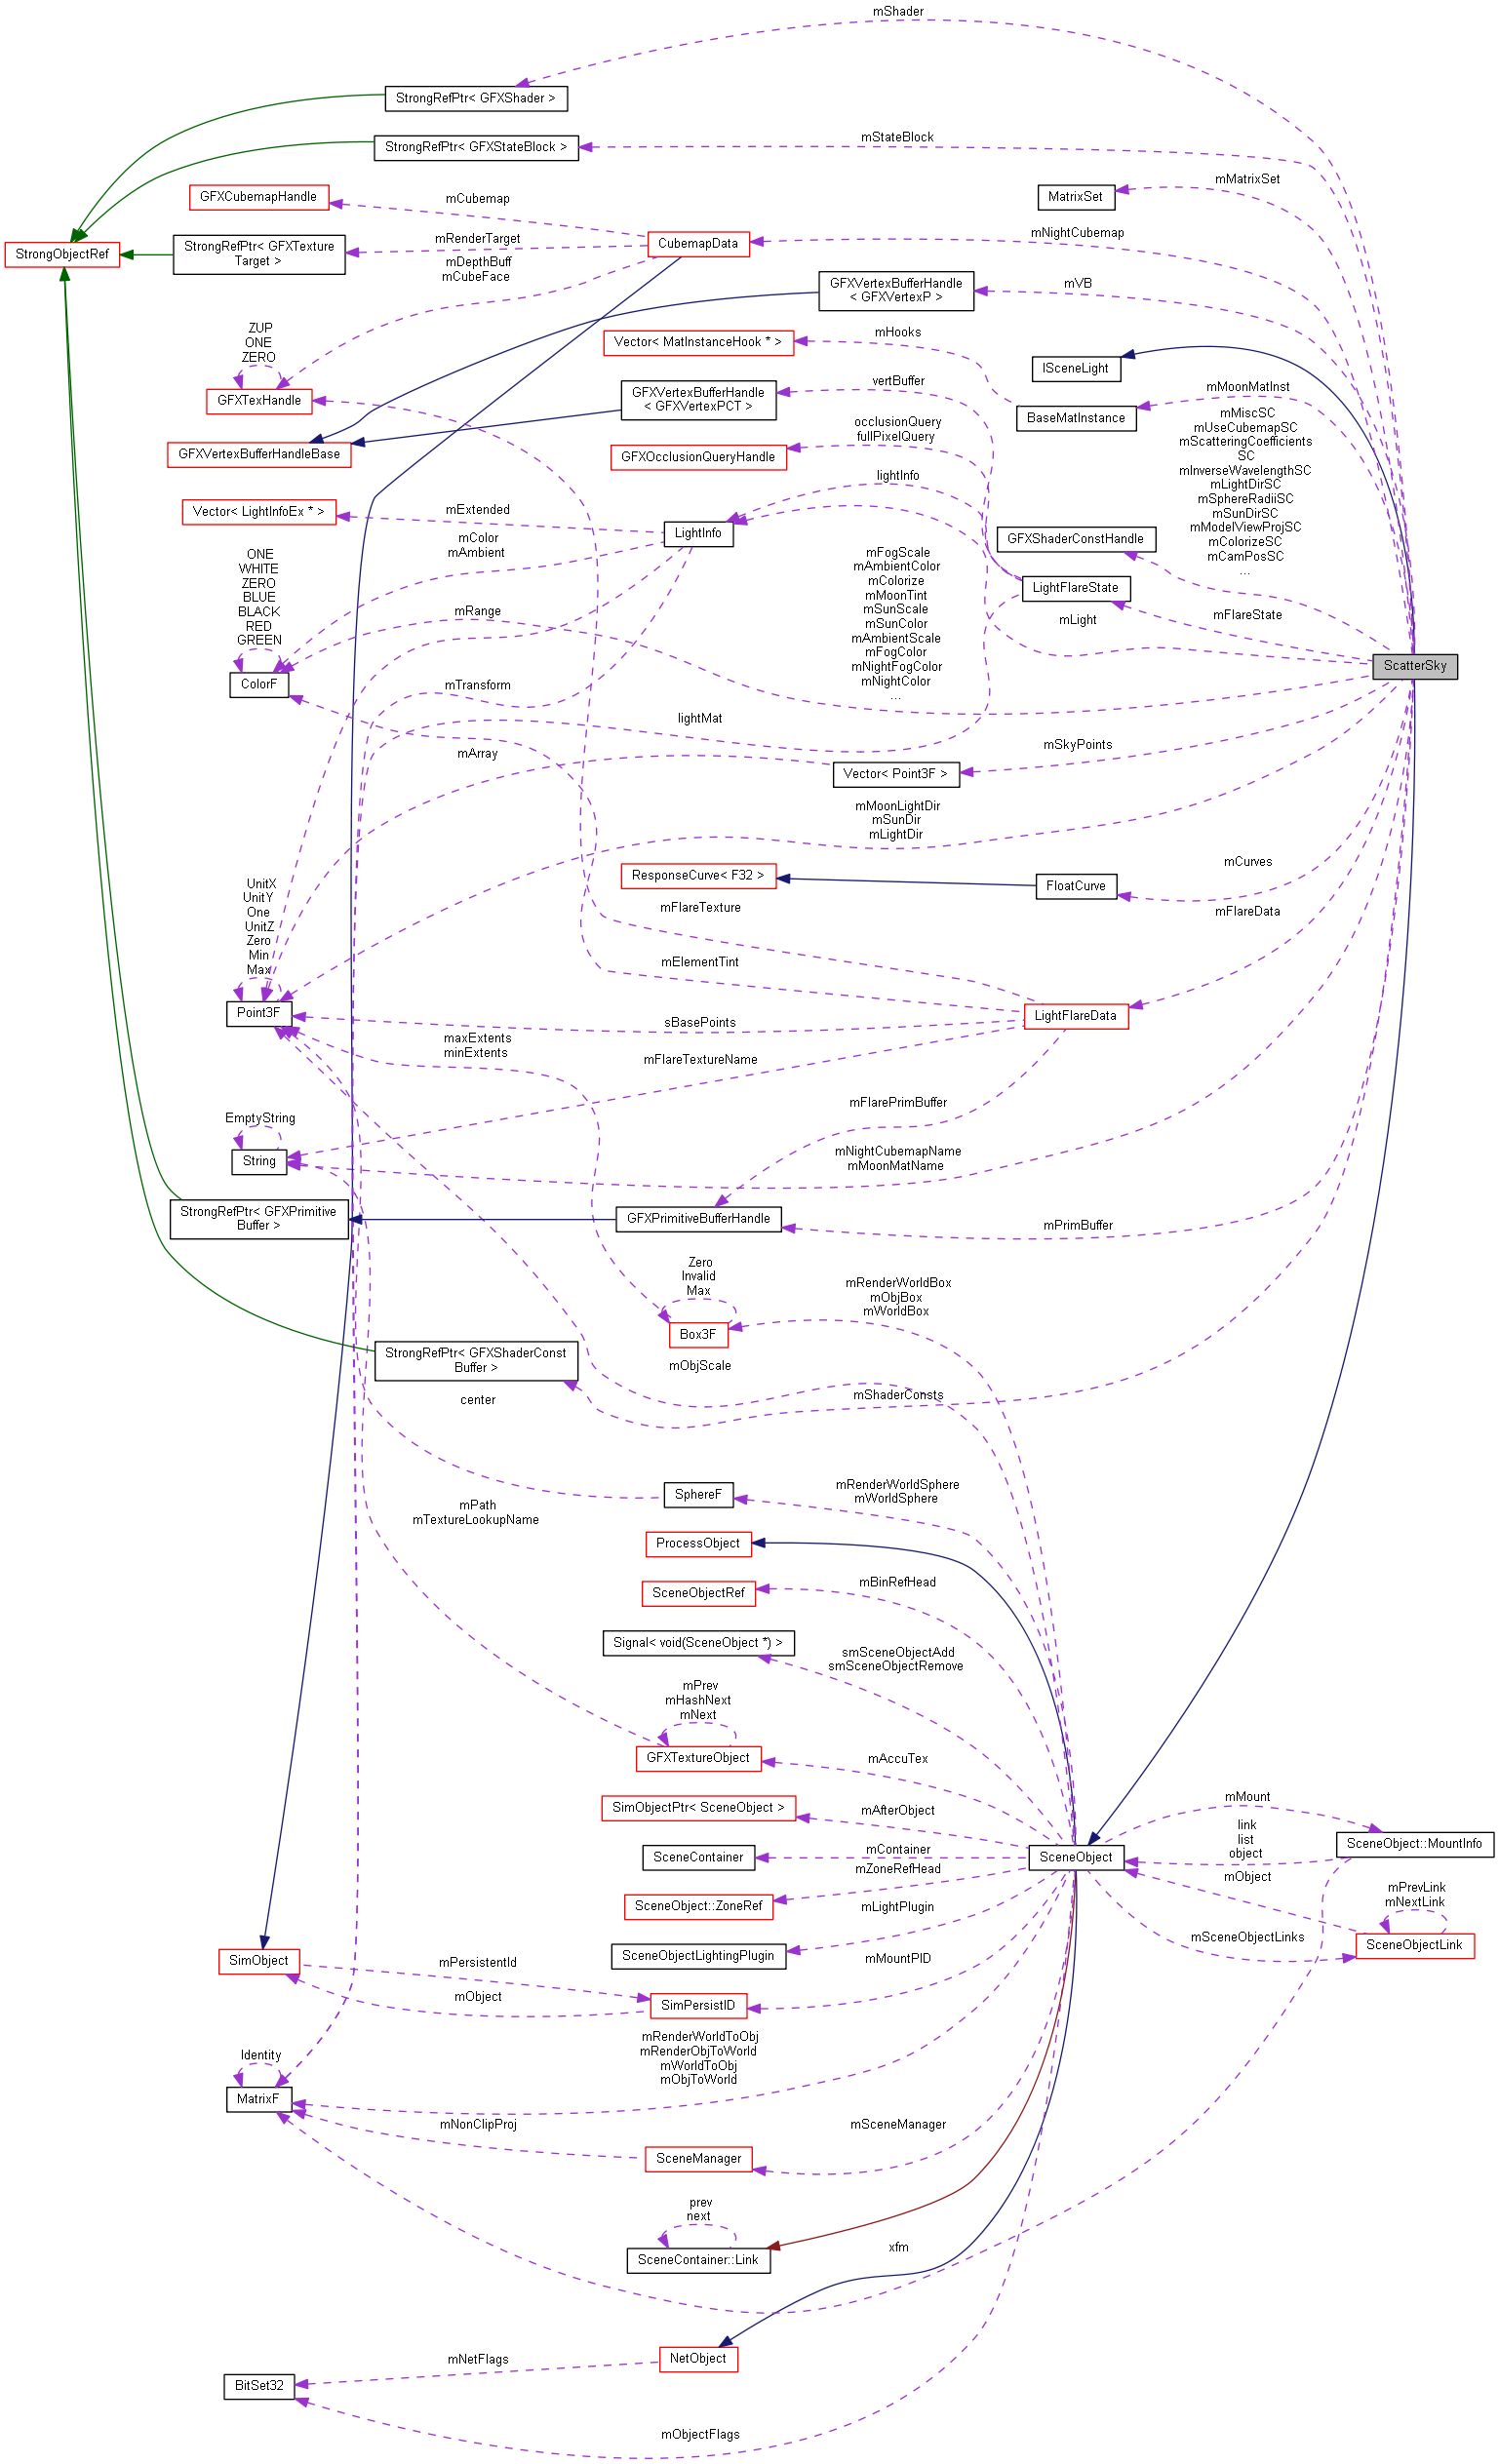 mShader
StrongRefPtr< GFXShader >
mStateBlock
StrongRefPtr< GFXStateBlock >
mMatrixSet
MatrixSet
GFXCubemapHandle
mCubemap
mNightCubemap
StrongObjectRef
StrongRefPtr< GFXTexture
Target >
mRenderTarget
CubemapData
mDepthBuff
mCubeFace
GFXVertexBufferHandle
< GFXVertexP >
mVB
ZUP
ONE
ZERO
GFXTexHandle
Vector< MatInstanceHook * >
mHooks
ISceneLight
GFXVertexBufferHandle
< GFXVertexPCT >
vertBuffer
mMoonMatInst
BaseMatInstance
GFXVertexBufferHandleBase
GFXOcclusionQueryHandle
occlusionQuery
fullPixelQuery
mMiscSC
mUseCubemapSC
mScatteringCoefficients
SC
mInverseWavelengthSC
mLightDirSC
mSphereRadiiSC
mSunDirSC
mModelViewProjSC
mColorizeSC
mCamPosSC
...
lightInfo
Vector< LightInfoEx * >
mExtended
LightInfo
GFXShaderConstHandle
mColor
mAmbient
ONE
WHITE
ZERO
BLUE
BLACK
RED
GREEN
ColorF
mFogScale
mAmbientColor
mColorize
mMoonTint
mSunScale
mSunColor
mAmbientScale
mFogColor
mNightFogColor
mNightColor
...
LightFlareState
mFlareState
mLight
mRange
ScatterSky
mTransform
lightMat
mArray
Vector< Point3F >
mSkyPoints
mMoonLightDir
mSunDir
mLightDir
ResponseCurve< F32 >
FloatCurve
mCurves
UnitX
UnitY
One
UnitZ
Zero
Min
Max
Point3F
mFlareTexture
mFlareData
mElementTint
LightFlareData
sBasePoints
maxExtents
minExtents
mFlareTextureName
mFlarePrimBuffer
EmptyString
String
mNightCubemapName
mMoonMatName
StrongRefPtr< GFXPrimitive
Buffer >
GFXPrimitiveBufferHandle
mPrimBuffer
Zero
Invalid
Max
Box3F
mRenderWorldBox
mObjBox
mWorldBox
StrongRefPtr< GFXShaderConst
Buffer >
mObjScale
mShaderConsts
center
SphereF
mRenderWorldSphere
mWorldSphere
mPath
mTextureLookupName
ProcessObject
SceneObjectRef
mBinRefHead
Signal< void(SceneObject *) >
smSceneObjectAdd
smSceneObjectRemove
mPrev
mHashNext
mNext
GFXTextureObject
mAccuTex
SimObjectPtr< SceneObject >
mAfterObject
mMount
SceneObject::MountInfo
link
list
object
SceneContainer
mContainer
SceneObject
mZoneRefHead
SceneObject::ZoneRef
mLightPlugin
mObject
mPrevLink
mNextLink
SceneObjectLink
mSceneObjectLinks
SceneObjectLightingPlugin
SimObject
mPersistentId
mMountPID
mObject
SimPersistID
mRenderWorldToObj
mRenderObjToWorld
mWorldToObj
mObjToWorld
Identity
MatrixF
mNonClipProj
mSceneManager
SceneManager
prev
next
SceneContainer::Link
xfm
mNetFlags
NetObject
BitSet32
mObjectFlags